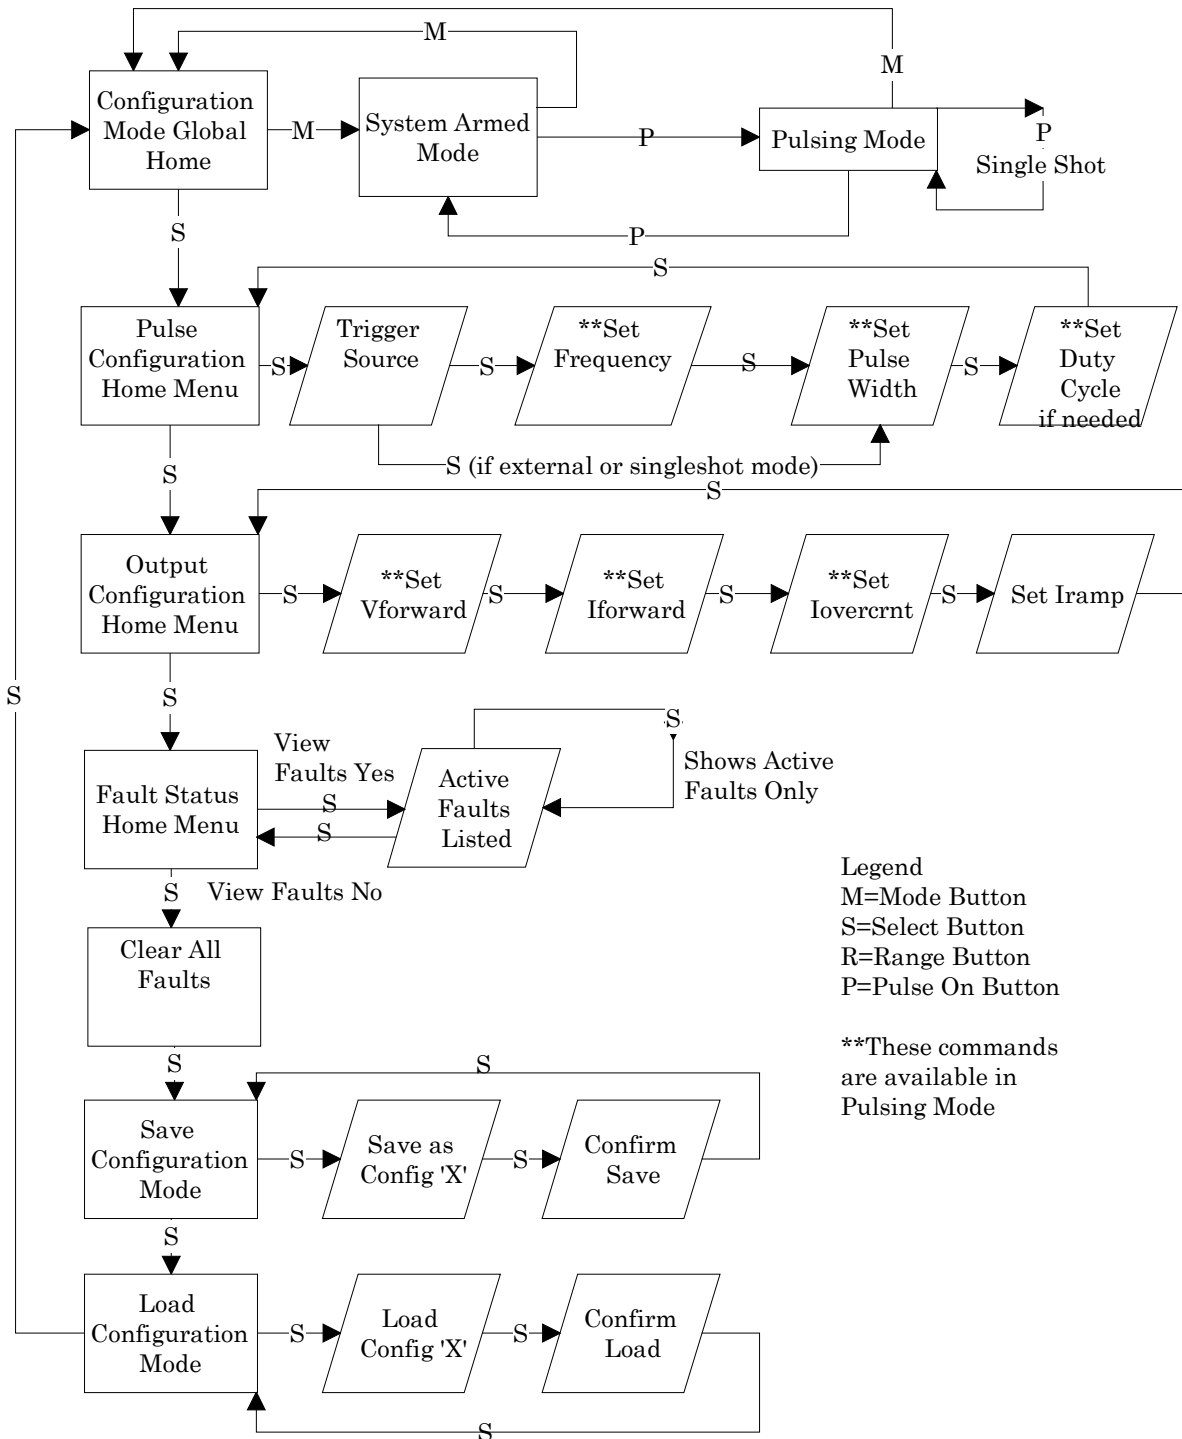 M
M
Configuration
Mode Global
Home
M
System Armed
Mode
P
Pulsing Mode
P
Single Shot
P
S
S
Pulse
Configuration
Home Menu
S
Trigger
Source
S
**Set
Frequency
S
**Set
Pulse
Width
S
**Set
Duty
Cycle
if needed
S (if external or singleshot mode)
S
S
Output
Configuration
Home Menu
S
**Set
Vforward
S
**Set
Iforward
S
**Set
Iovercrnt
S
Set Iramp
S
S
View
Faults Yes
S
Shows Active
Faults Only
Fault Status
Home Menu
S
S
Active
Faults
Listed
S
View Faults No
Clear All
Faults
Legend
M=Mode Button
S=Select Button
R=Range Button
P=Pulse On Button
**These commands
are available in
Pulsing Mode
S
S
Save
Configuration
Mode
S
Save as
Config 'X'
S
Confirm
Save
S
Load
Configuration
Mode
S
Load
Config 'X'
S
Confirm
Load
S